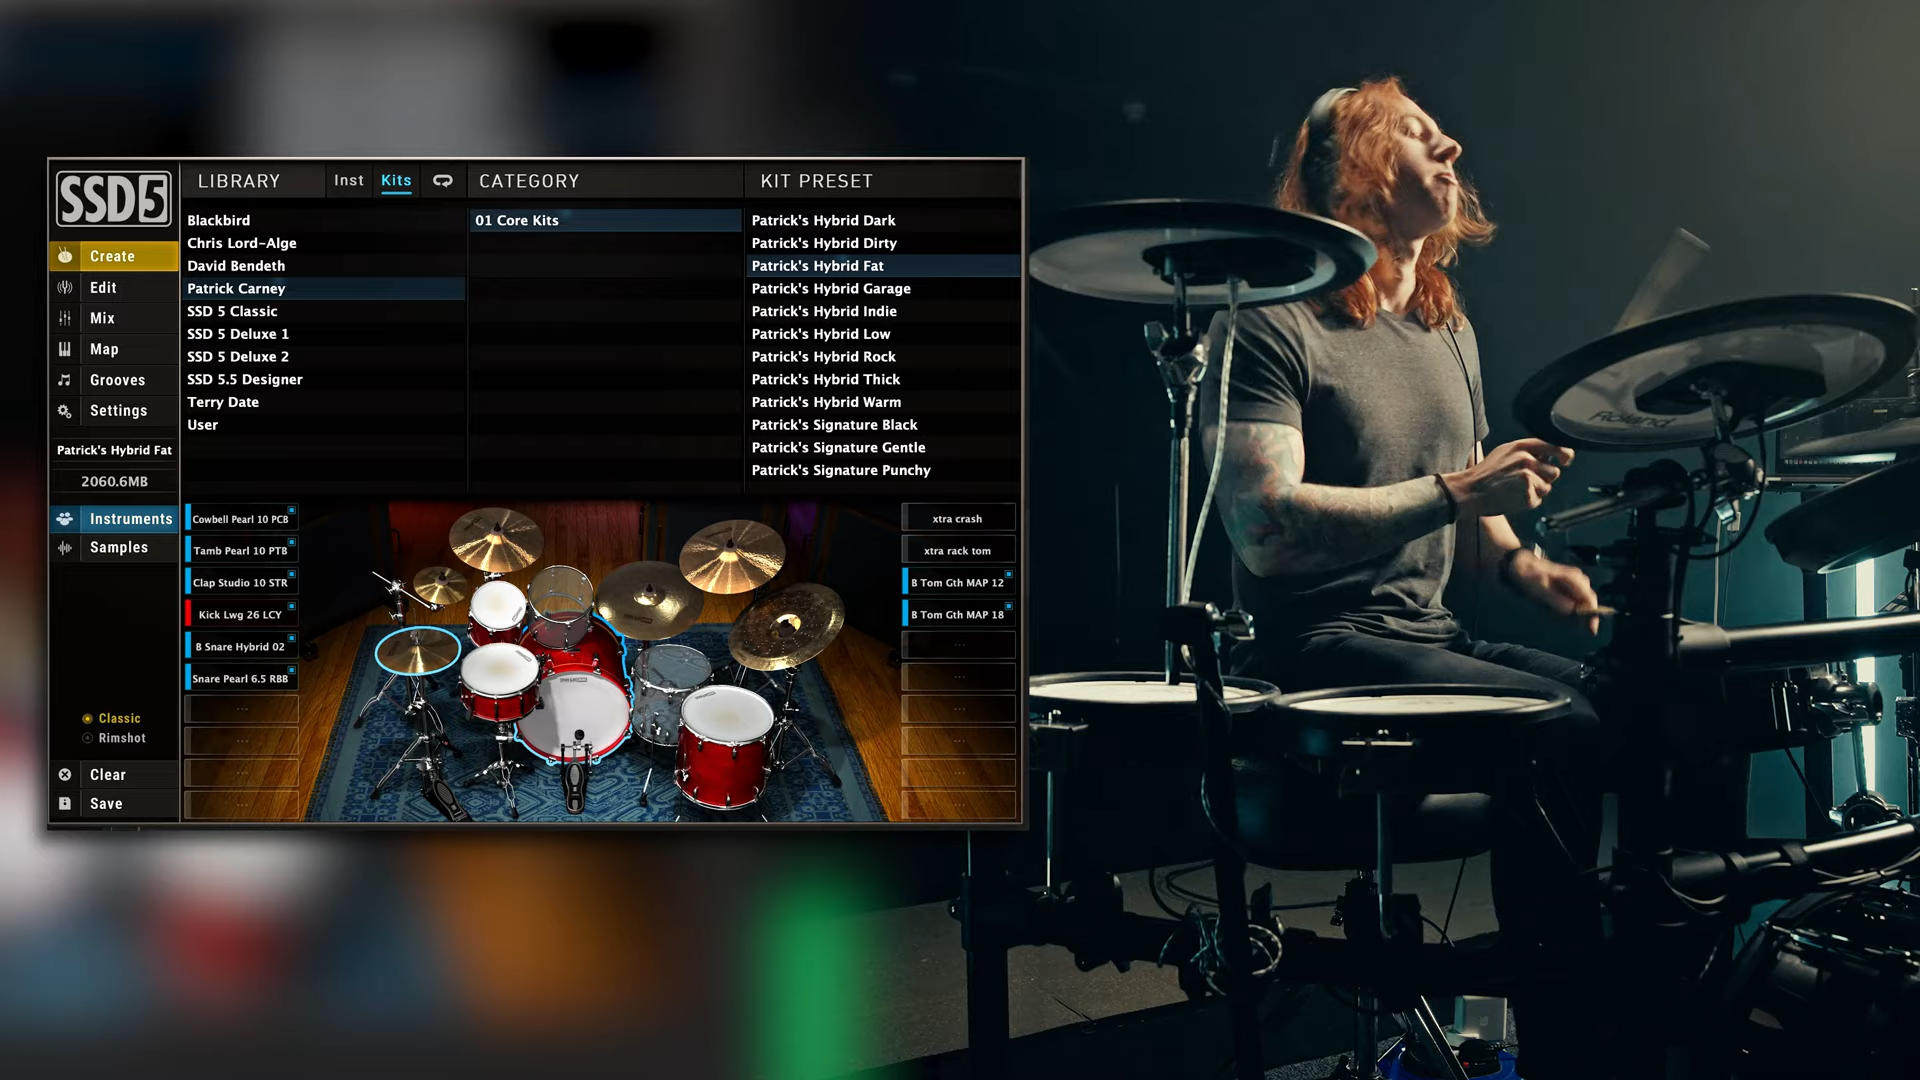 SSD5
LIBRARY Inst Kits CATEGORY KIT PRESET
Create
Edit
Mix
Map
Grooves
Settings
Patrick's Hybrid Fat
2060.6MB
Instruments
Samples
Classic
Rimshot
Clear
Save
Blackbird
Chris Lord-Alge
David Bendeth
Patrick Carney
SSD 5 Classic
SSD 5 Deluxe 1
SSD 5 Deluxe 2
SSD 5.5 Designer
Terry Date
User
01 Core Kits
Patrick's Hybrid Dark
Patrick's Hybrid Dirty
Patrick's Hybrid Fat
Patrick's Hybrid Garage
Patrick's Hybrid Indie
Patrick's Hybrid Low
Patrick's Hybrid Rock
Patrick's Hybrid Thick
Patrick's Hybrid Warm
Patrick's Signature Black
Patrick's Signature Gentle
Patrick's Signature Punchy
Cowbell Pearl 10 PCB
Tamb Pearl 10 PTB
Clap Studio 10 STR
Kick Lwg 26 LCY
B Snare Hybrid 02
Snare Pearl 6.5 RBB
...
...
...
...
xtra crash
xtra rack tom
B Tom Gth MAP 12
B Tom Gth MAP 18
...
...
...
...
...
...
Roland